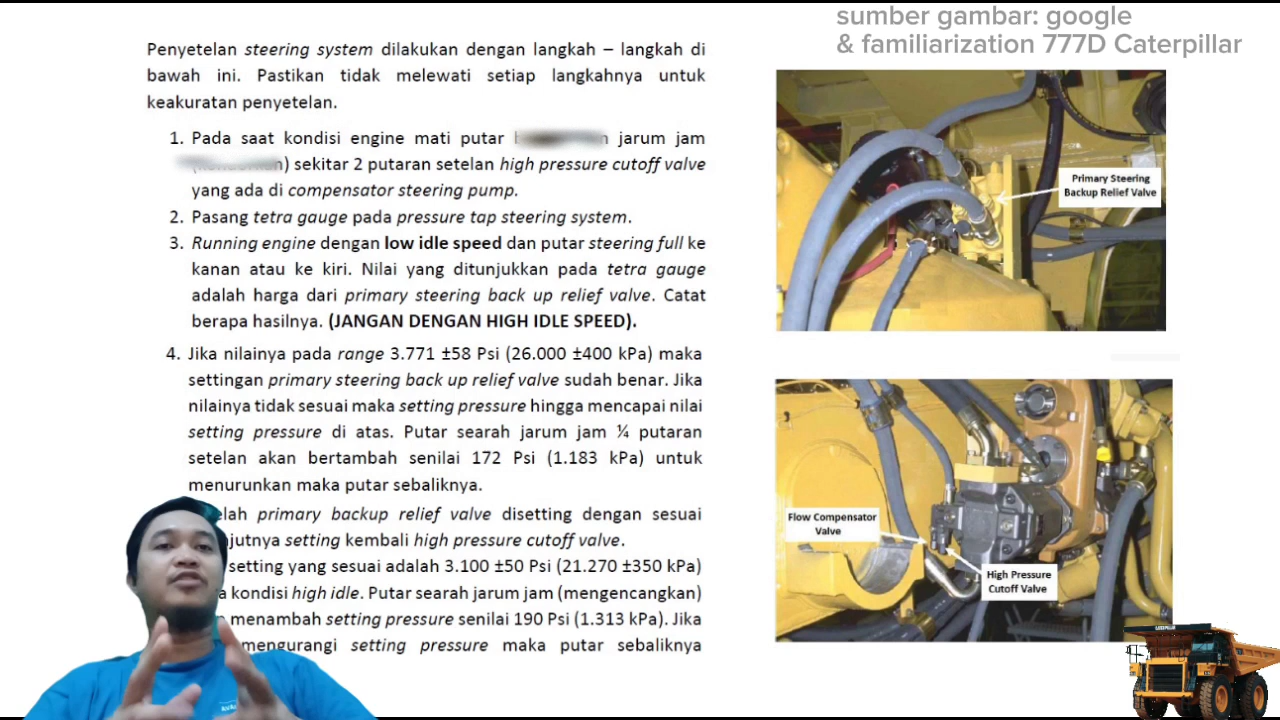 sumber gambar: google
& familiarization 777D Caterpillar
Penyetelan steering system dilakukan dengan langkah – langkah di
bawah ini. Pastikan tidak melewati setiap langkahnya untuk
keakuratan penyetelan.
1. Pada saat kondisi engine mati putar jarum jam
sekitar 2 putaran setelan high pressure cutoff valve
yang ada di compensator steering pump.
2. Pasang tetra gauge pada pressure tap steering system.
3. Running engine dengan low idle speed dan putar steering full ke
kanan atau ke kiri. Nilai yang ditunjukkan pada tetra gauge
adalah harga dari primary steering back up relief valve. Catat
berapa hasilnya. (JANGAN DENGAN HIGH IDLE SPEED).
4. Jika nilainya pada range 3.771 ±58 Psi (26.000 ±400 kPa) maka
settingan primary steering back up relief valve sudah benar. Jika
nilainya tidak sesuai maka setting pressure hingga mencapai nilai
setting pressure di atas. Putar searah jarum jam ¼ putaran
setelan akan bertambah senilai 172 Psi (1.183 kPa) untuk
menurunkan maka putar sebaliknya.
primary backup relief valve disetting dengan sesuai
setting kembali high pressure cutoff valve.
setting yang sesuai adalah 3.100 ±50 Psi (21.270 ±350 kPa)
kondisi high idle. Putar searah jarum jam (mengencangkan)
menambah setting pressure senilai 190 Psi (1.313 kPa). Jika
mengurangi setting pressure maka putar sebaliknya
Primary Steering
Backup Relief Valve
Flow Compensator
Valve
High Pressure
Cutoff Valve